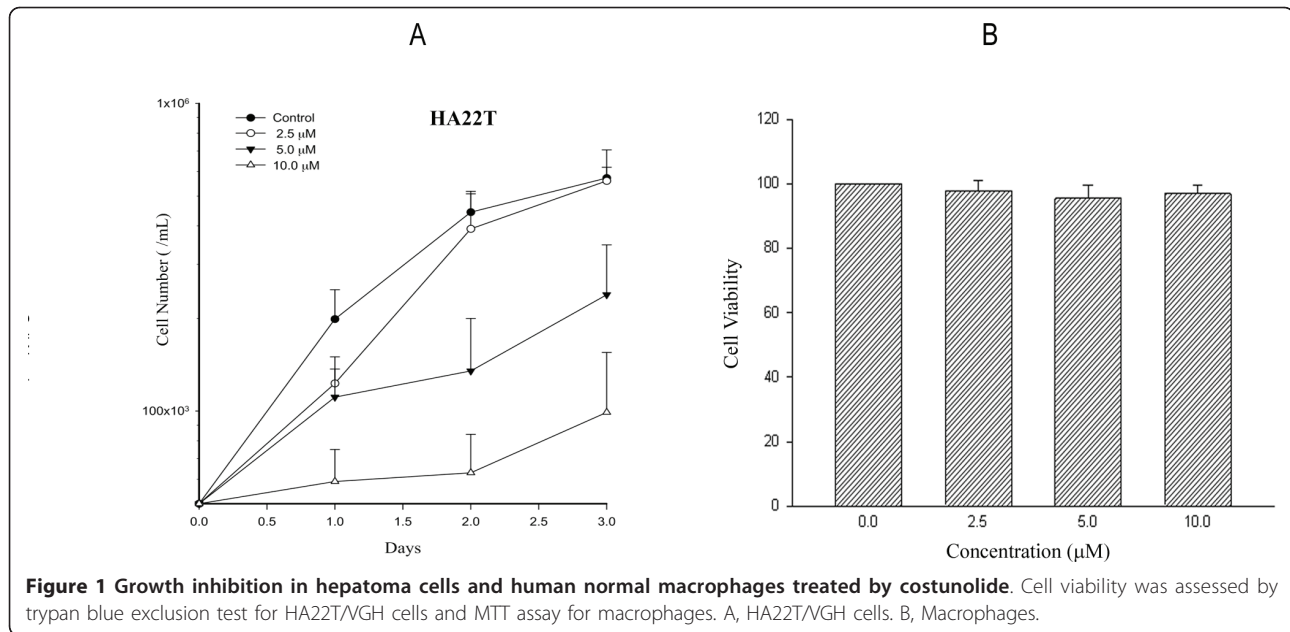 A
B
1x10⁶
Control
2.5 μM
5.0 μM
10.0 μM
HA22T
Cell Number ( /mL)
100x10³
0.0 0.5 1.0 1.5 2.0 2.5 3.0
Days
120
100
80
60
40
20
0
Cell Viability
0.0 2.5 5.0 10.0
Concentration (μM)
Figure 1 Growth inhibition in hepatoma cells and human normal macrophages treated by costunolide. Cell viability was assessed by
trypan blue exclusion test for HA22T/VGH cells and MTT assay for macrophages. A, HA22T/VGH cells. B, Macrophages.